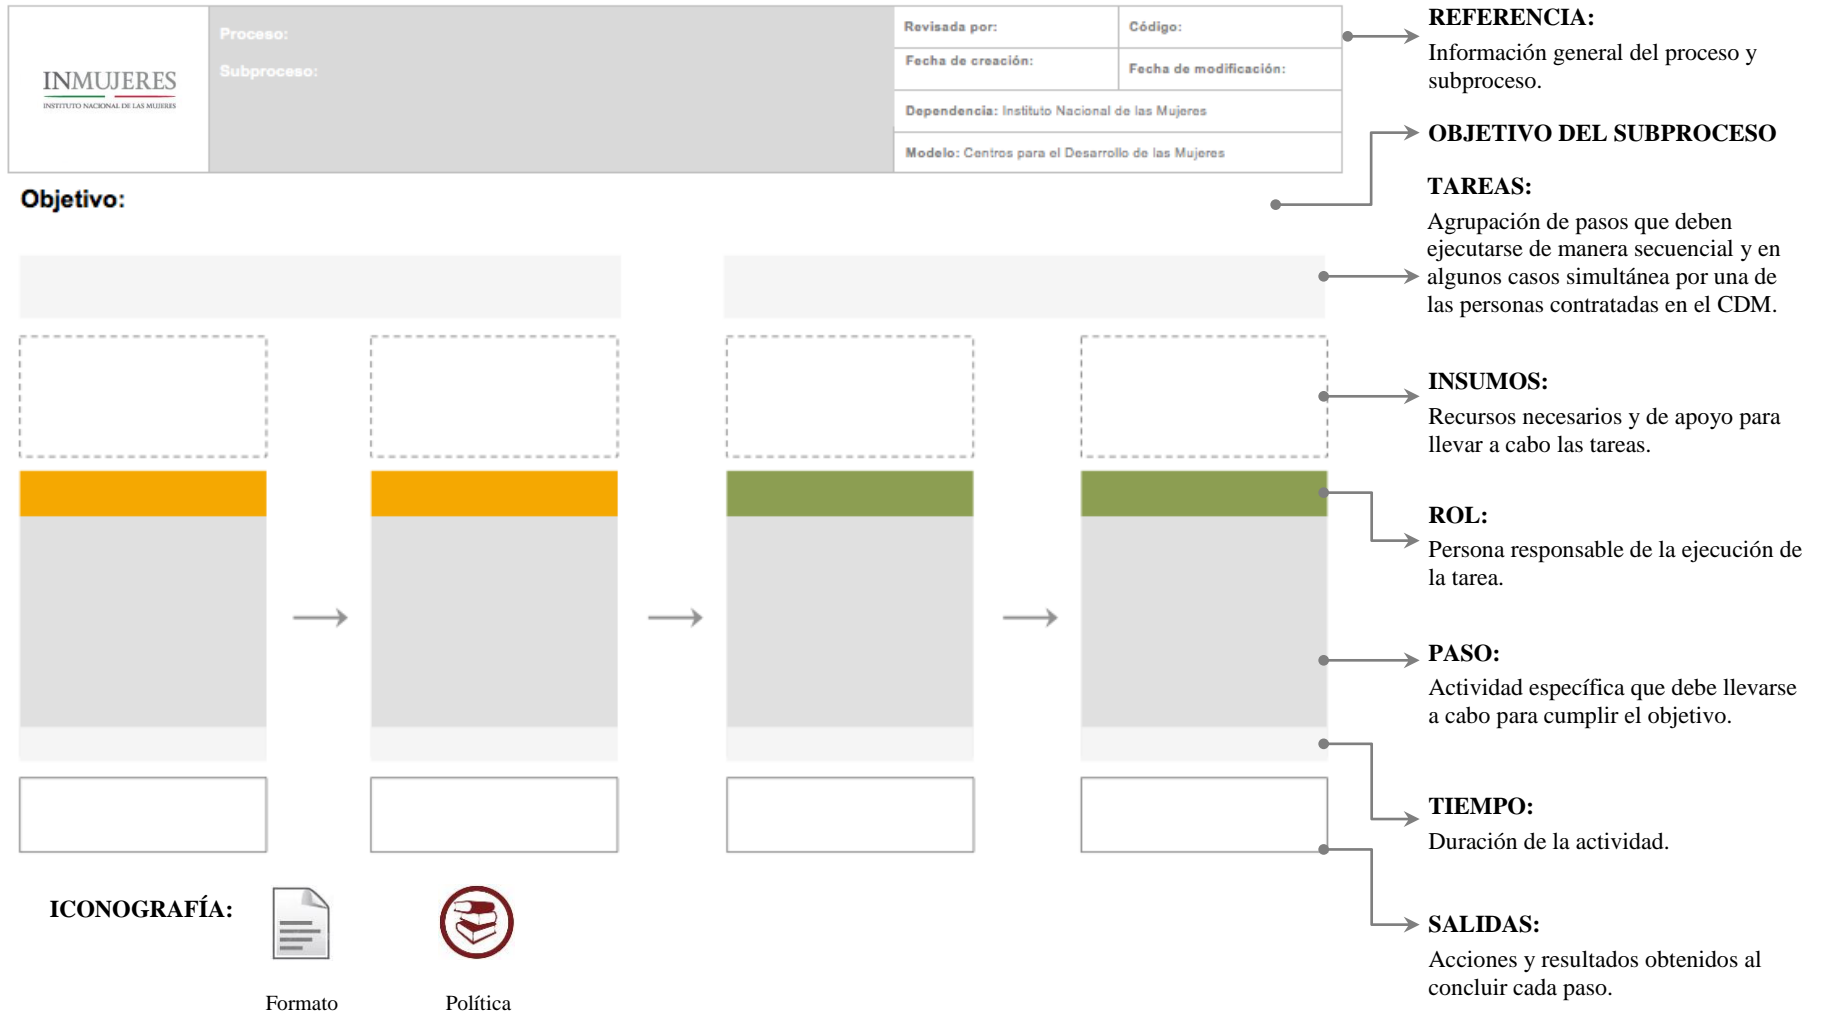 INMUJERES
INSTITUTO NACIONAL DE LAS MUJERES
Proceso:
Subproceso:
Revisada por:
Código:
Fecha de creación:
Fecha de modificación:
Dependencia: Instituto Nacional de las Mujeres
Modelo: Centros para el Desarrollo de las Mujeres
Objetivo:
REFERENCIA:
Información general del proceso y
subproceso.
OBJETIVO DEL SUBPROCESO
TAREAS:
Agrupación de pasos que deben
ejecutarse de manera secuencial y en
algunos casos simultánea por una de
las personas contratadas en el CDM.
INSUMOS:
Recursos necesarios y de apoyo para
llevar a cabo las tareas.
ROL:
Persona responsable de la ejecución de
la tarea.
PASO:
Actividad específica que debe llevarse
a cabo para cumplir el objetivo.
TIEMPO:
Duración de la actividad.
SALIDAS:
Acciones y resultados obtenidos al
concluir cada paso.
ICONOGRAFÍA:
Formato
Política